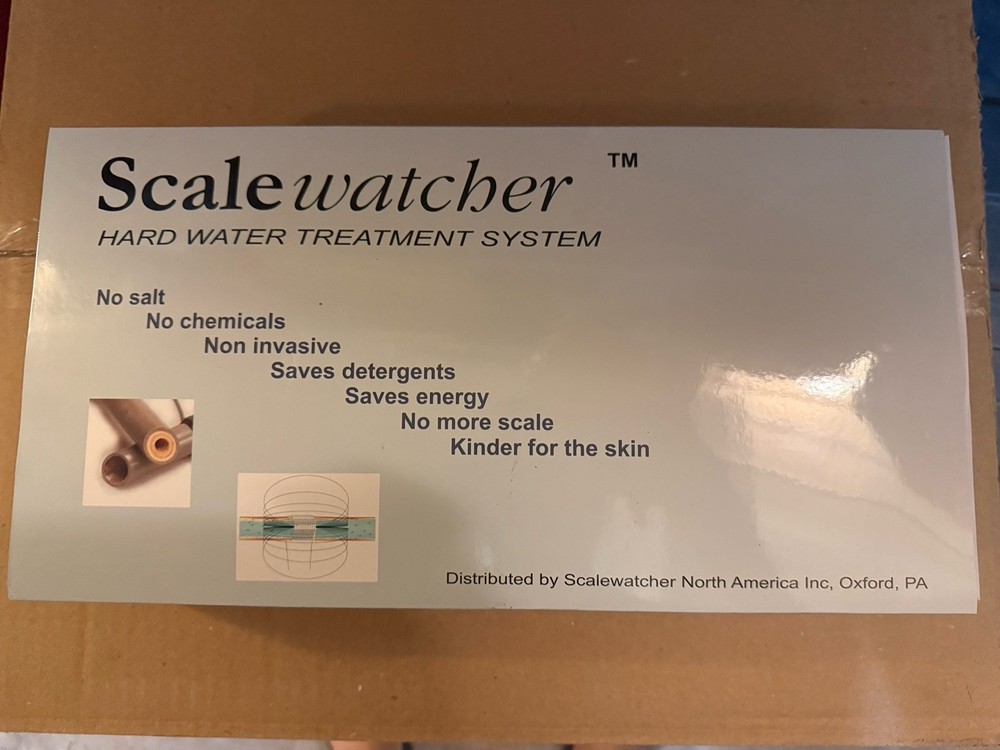 Scalewatcher TM
HARD WATER TREATMENT SYSTEM
No salt
No chemicals
Non invasive
Saves detergents
Saves energy
No more scale
Kinder for the skin
Distributed by Scalewatcher North America Inc, Oxford, PA